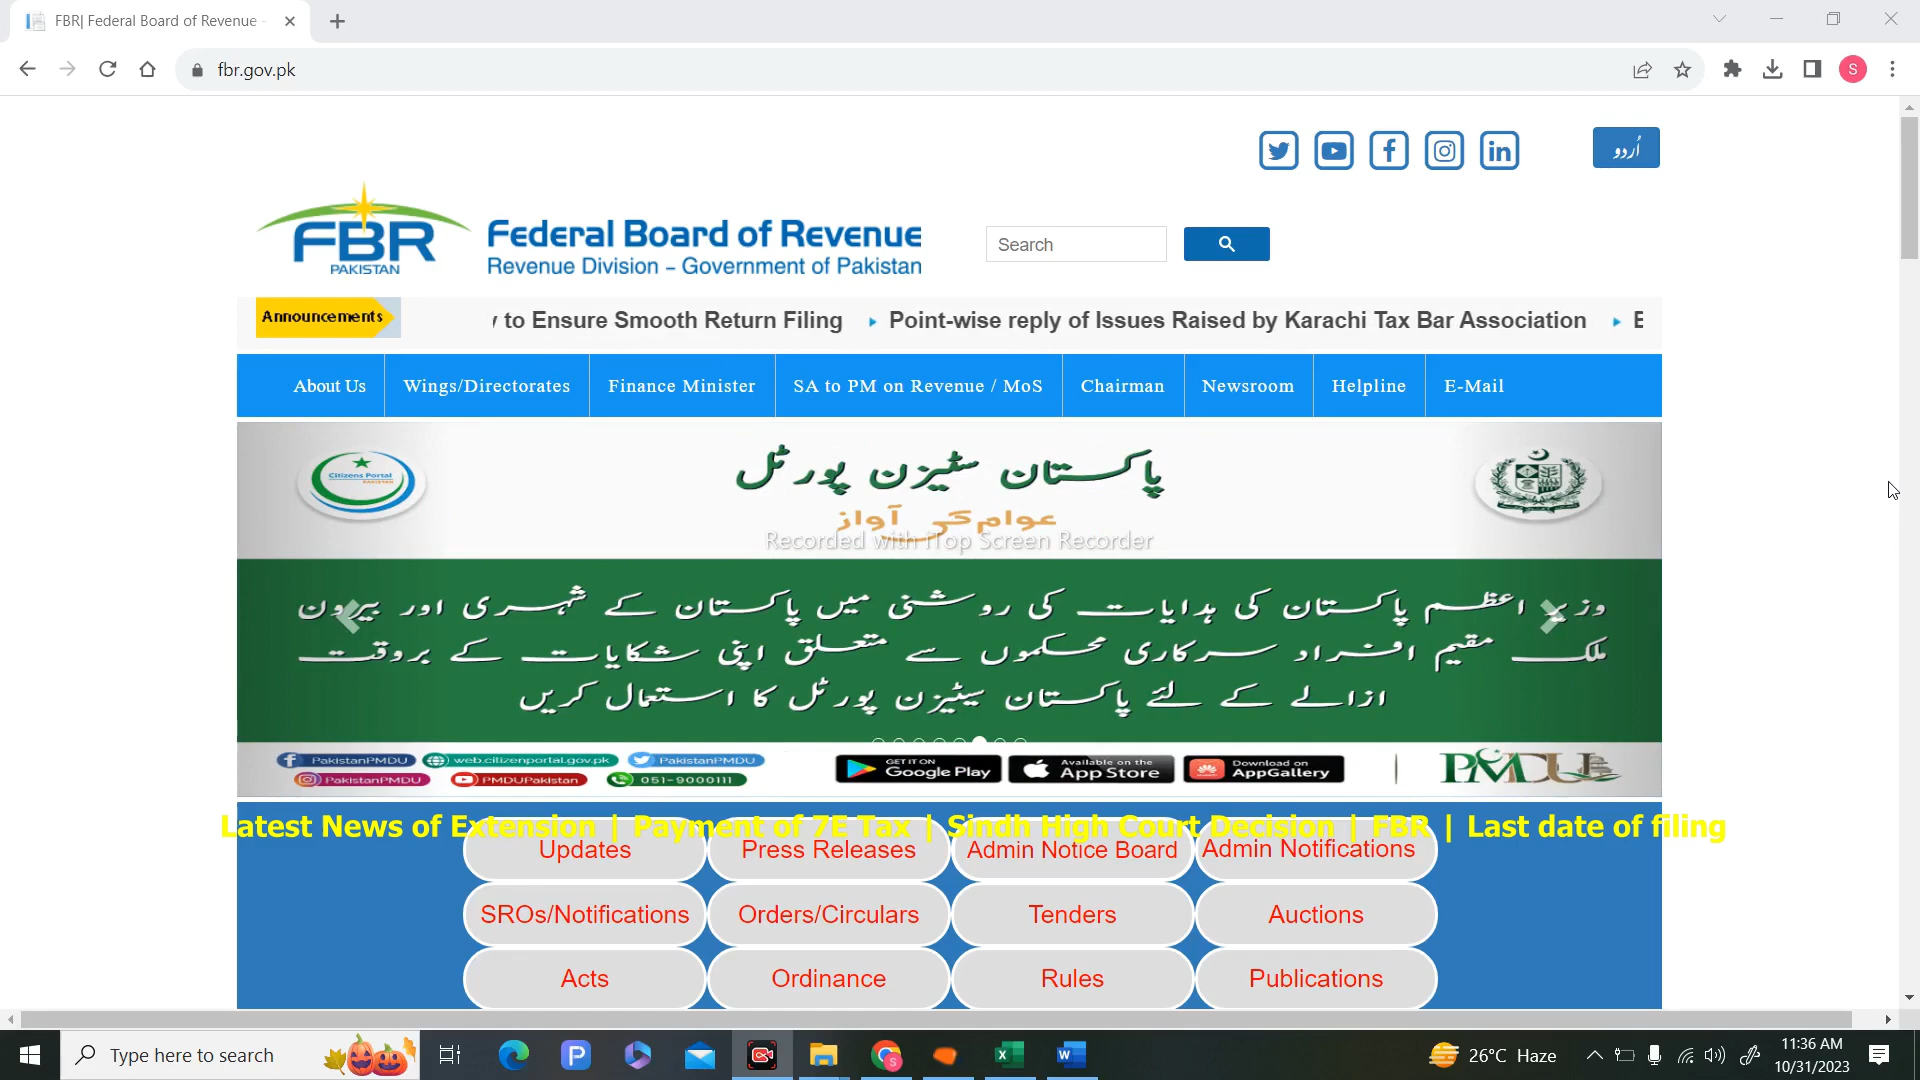 FBR| Federal Board of Revenue -
fbr.gov.pk
S
اُردو
FBR
PAKISTAN
Federal Board of Revenue
Revenue Division – Government of Pakistan
Search
Announcements
to Ensure Smooth Return Filing
Point-wise reply of Issues Raised by Karachi Tax Bar Association
E
About Us
Wings/Directorates
Finance Minister
SA to PM on Revenue / MoS
Chairman
Newsroom
Helpline
E-Mail
Citizens Portal
PAKISTAN
پاکستان سٹیزن پورٹل
عوام کی آواز
Recorded with iTop Screen Recorder
وزیر اعظم پاکستان کی ہدایات کی روشنی میں پاکستان کے شہری اور بیرون
ملک مقیم افراد سرکاری محکموں سے متعلق اپنی شکایات کے بروقت
ازالے کے لئے پاکستان سیٹیزن پورٹل کا استعمال کریں
PakistanPMDU
web.citizenportal.gov.pk
PakistanPMDU
PakistanPMDU
PMDUPakistan
051-9000111
GET IT ON
Google Play
Available on the
App Store
Download on
AppGallery
PMDU
Latest News of Extension | Payment of 7E Tax | Sindh High Court Decision | FBR | Last date of filing
Updates
Press Releases
Admin Notice Board
Admin Notifications
SROs/Notifications
Orders/Circulars
Tenders
Auctions
Acts
Ordinance
Rules
Publications
Type here to search
26°C Haze
11:36 AM
10/31/2023